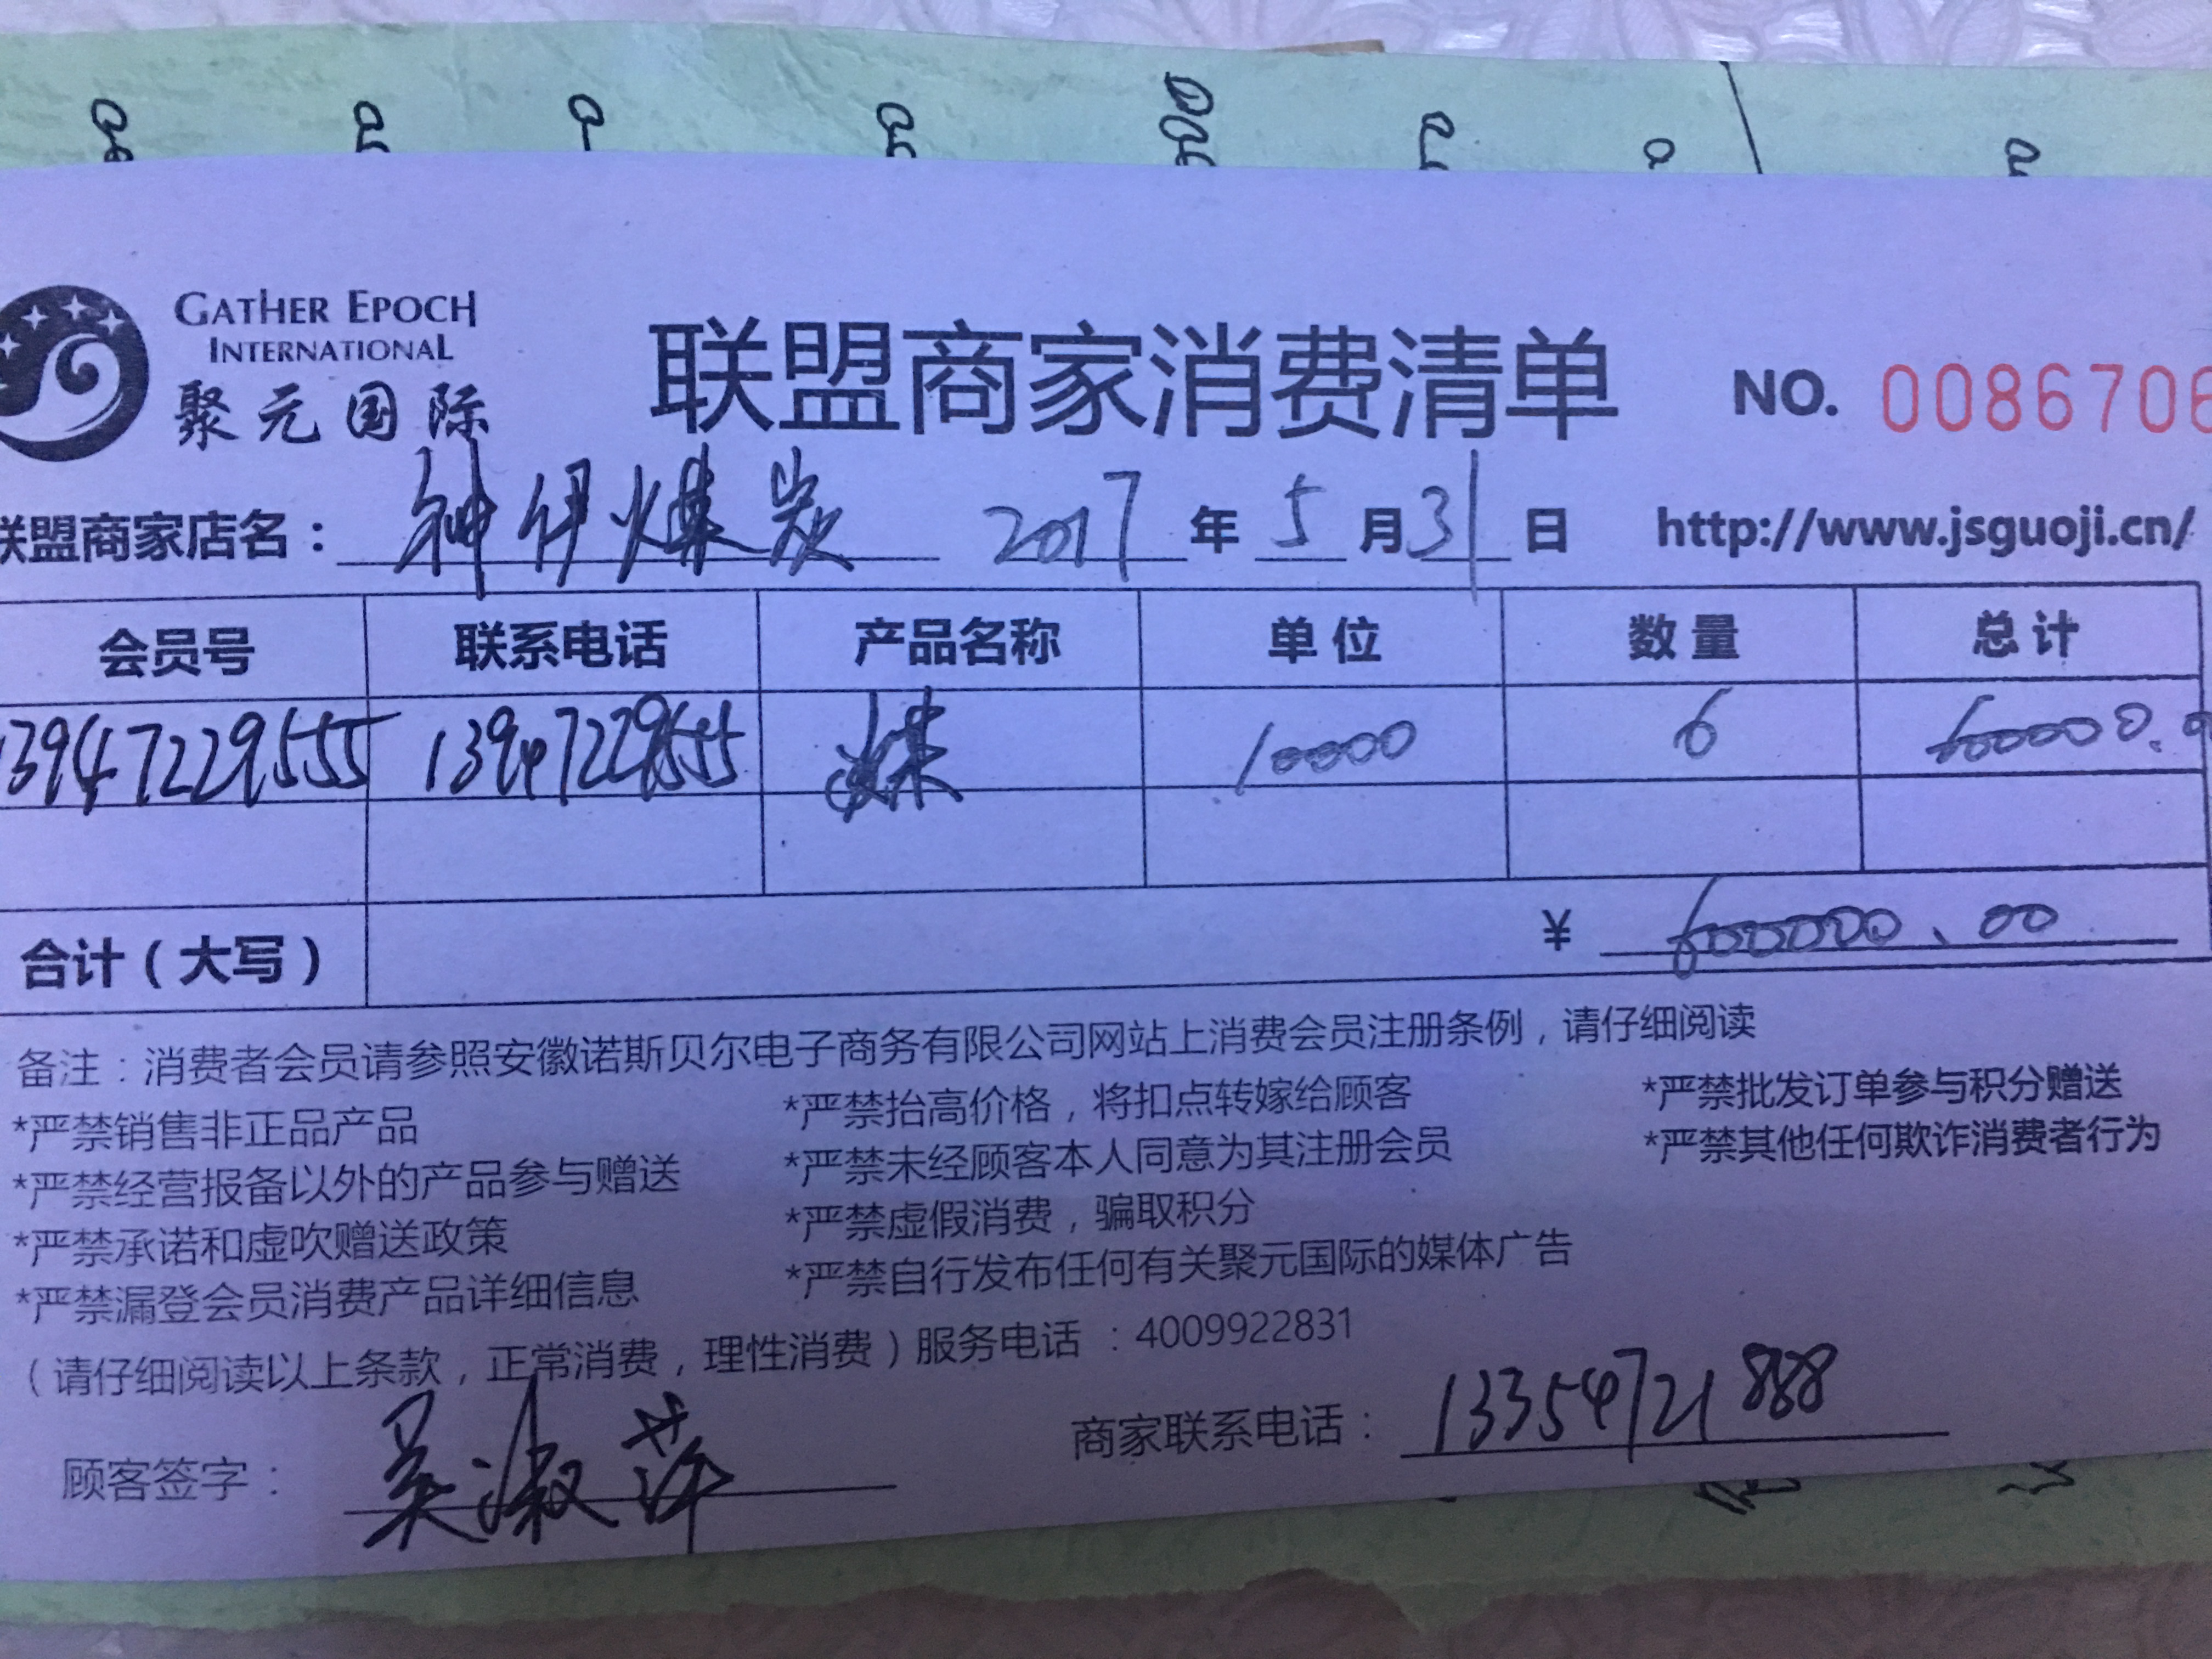 GATHER EPOCH
INTERNATIONAL
聚元国际
联盟商家消费清单
NO. 0086706
联盟商家店名： 神伊煤炭 2017 年 5 月 31 日 http://www.jsguoji.cn/
会员号 联系电话 产品名称 单位 数量 总计
13947229555 13947229555 煤 10000 6
合计（大写） ¥
备注：消费者会员请参照安徽诺斯贝尔电子商务有限公司网站上消费会员注册条例，请仔细阅读
*严禁销售非正品产品 *严禁抬高价格，将扣点转嫁给顾客 *严禁批发订单参与积分赠送
*严禁经营报备以外的产品参与赠送 *严禁未经顾客本人同意为其注册会员 *严禁其他任何欺诈消费者行为
*严禁承诺和虚吹赠送政策 *严禁虚假消费，骗取积分
*严禁漏登会员消费产品详细信息 *严禁自行发布任何有关聚元国际的媒体广告
（请仔细阅读以上条款，正常消费，理性消费）服务电话 ：4009922831
顾客签字： 吴淑萍 商家联系电话： 13354721888